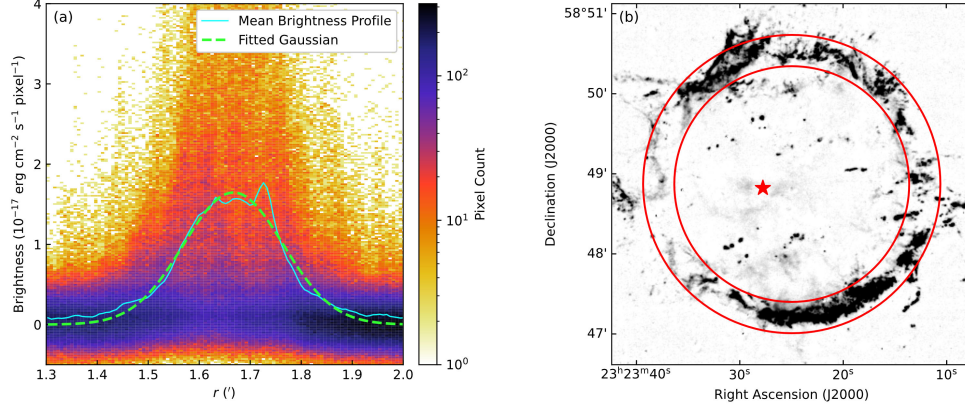 (a)
Mean Brightness Profile
Fitted Gaussian
Brightness (10⁻¹⁷ erg cm⁻² s⁻¹ pixel⁻¹)
4
3
2
1
0
1.3 1.4 1.5 1.6 1.7 1.8 1.9 2.0
r (')
10²
10¹
10⁰
Pixel Count
(b)
Declination (J2000)
58°51'
50'
49'
48'
47'
23ʰ23ᵐ40ˢ 30ˢ 20ˢ 10ˢ
Right Ascension (J2000)